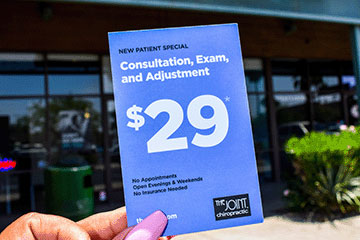 NEW PATIENT SPECIAL
Consultation, Exam,
and Adjustment
$29*
No Appointments
Open Evenings & Weekends
No Insurance Needed
THE JOINT
chiropractic